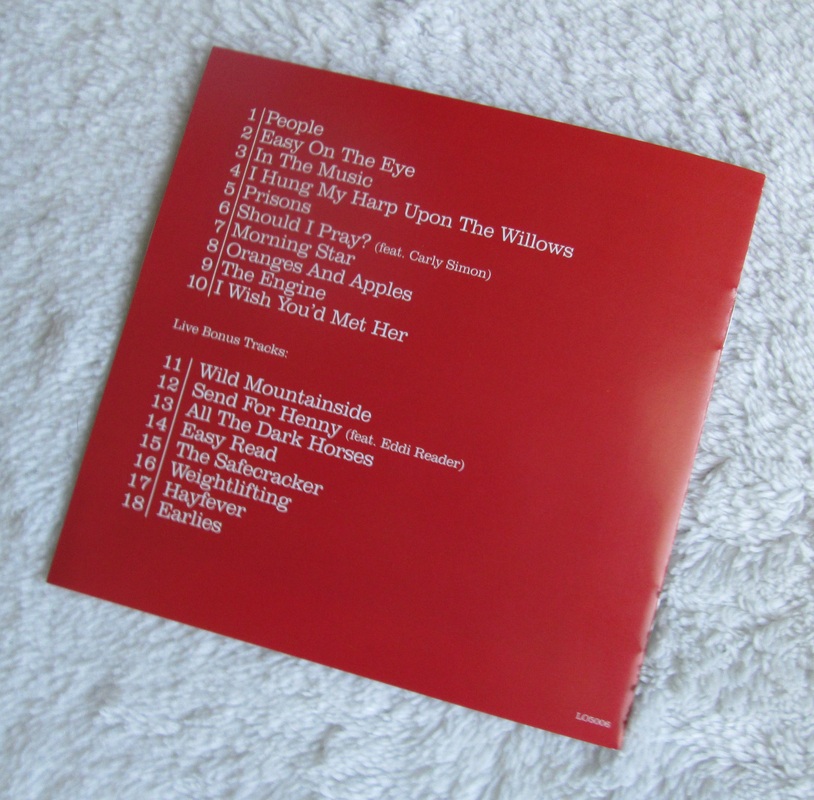 1 People
2 Easy On The Eye
3 In The Music
4 I Hung My Harp Upon The Willows
5 Prisons
6 Should I Pray? (feat. Carly Simon)
7 Morning Star
8 Oranges And Apples
9 The Engine
10 I Wish You'd Met Her
Live Bonus Tracks:
11 Wild Mountainside
12 Send For Henny (feat. Eddi Reader)
13 All The Dark Horses
14 Easy Read
15 The Safecracker
16 Weightlifting
17 Hayfever
18 Earlies
LOS006